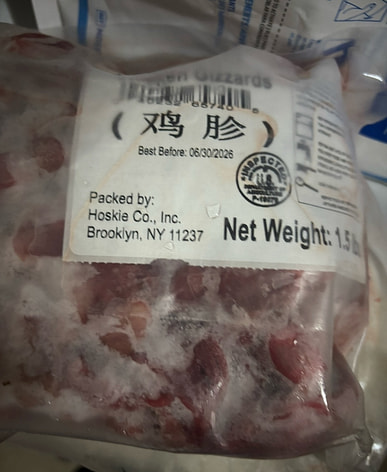 Gizzards
( 鸡 胗 )
Best Before: 06/30/2026
INSPECTED
Packed by:
Hoskie Co., Inc.
Brooklyn, NY 11237
Net Weight: 1.5